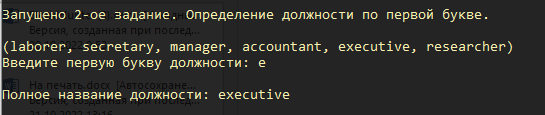 Запущено 2-ое задание. Определение должности по первой букве.
(laborer, secretary, manager, accountant, executive, researcher)
Введите первую букву должности: e
Полное название должности: executive